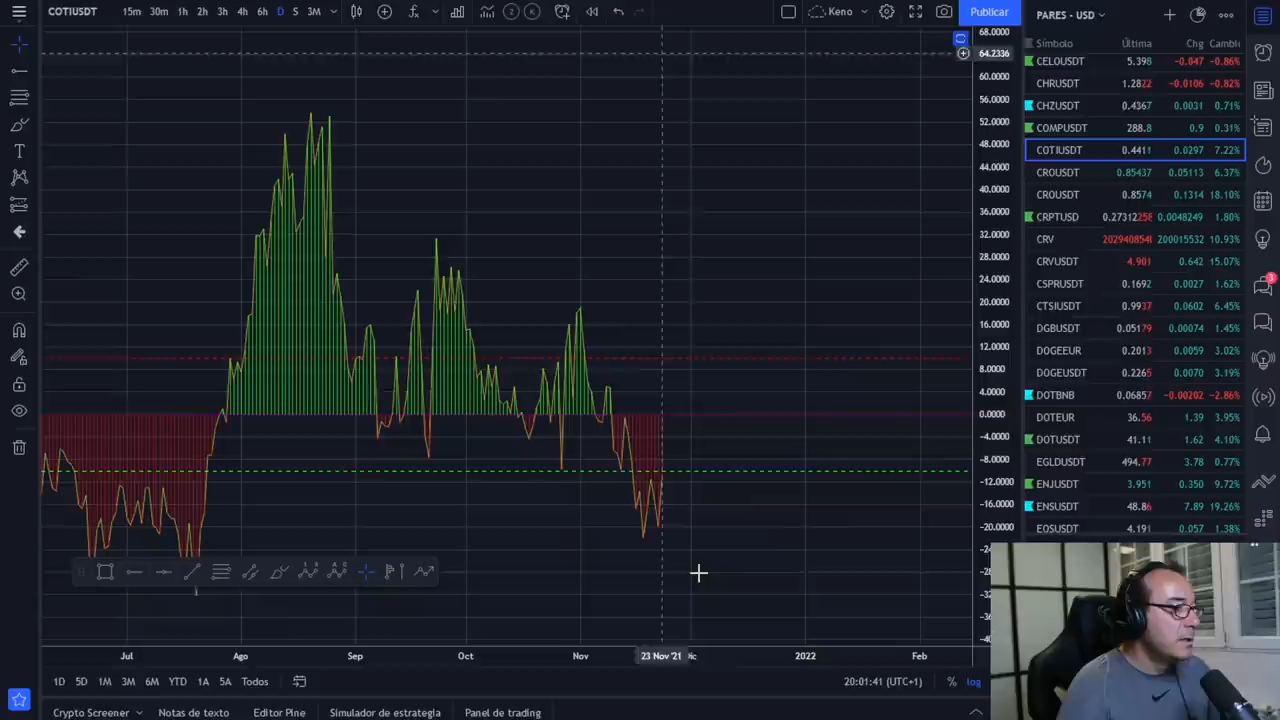 COTIUSDT 15m 30m 1h 2h 3h 4h 6h D S 3M Keno Publicar
PARES - USD
Símbolo Última Chg Cambi
CELOUSDT 5.398 -0.047 -0.86%
CHRUSDT 1.2822 -0.0106 -0.82%
CHZUSDT 0.4367 0.0031 0.71%
COMPUSDT 288.8 0.9 0.31%
COTIUSDT 0.4411 0.0297 7.22%
CROUSDT 0.85437 0.05113 6.37%
CROUSDT 0.8574 0.1314 18.10%
CRPTUSD 0.27312258 0.0048249 1.80%
CRV 202940854 200015532 10.93%
CRVUSDT 4.901 0.642 15.07%
CSPRUSDT 0.1692 0.0027 1.62%
CTSIUSDT 0.9937 0.0602 6.45%
DGBUSDT 0.05179 0.00074 1.45%
DOGEEUR 0.2013 0.0059 3.02%
DOGEUSDT 0.2265 0.0070 3.19%
DOTBNB 0.06857 -0.00202 -2.86%
DOTEUR 36.56 1.39 3.95%
DOTUSDT 41.11 1.62 4.10%
EGLDUSDT 494.77 3.78 0.77%
ENJUSDT 3.951 0.350 9.72%
ENSUSDT 48.86 7.89 19.26%
EOSUSDT 4.191 0.057 1.38%
3
68.0000
64.2336
60.0000
56.0000
52.0000
48.0000
44.0000
40.0000
36.0000
32.0000
28.0000
24.0000
20.0000
16.0000
12.0000
8.0000
4.0000
0.0000
-4.0000
-8.0000
-12.0000
-16.0000
-20.0000
Jul Ago Sep Oct Nov 23 Nov '21 2022 Feb
1D 5D 1M 3M 6M YTD 1A 5A Todos 20:01:41 (UTC+1) % log
Crypto Screener Notas de texto Editor Pine Simulador de estrategia Panel de trading